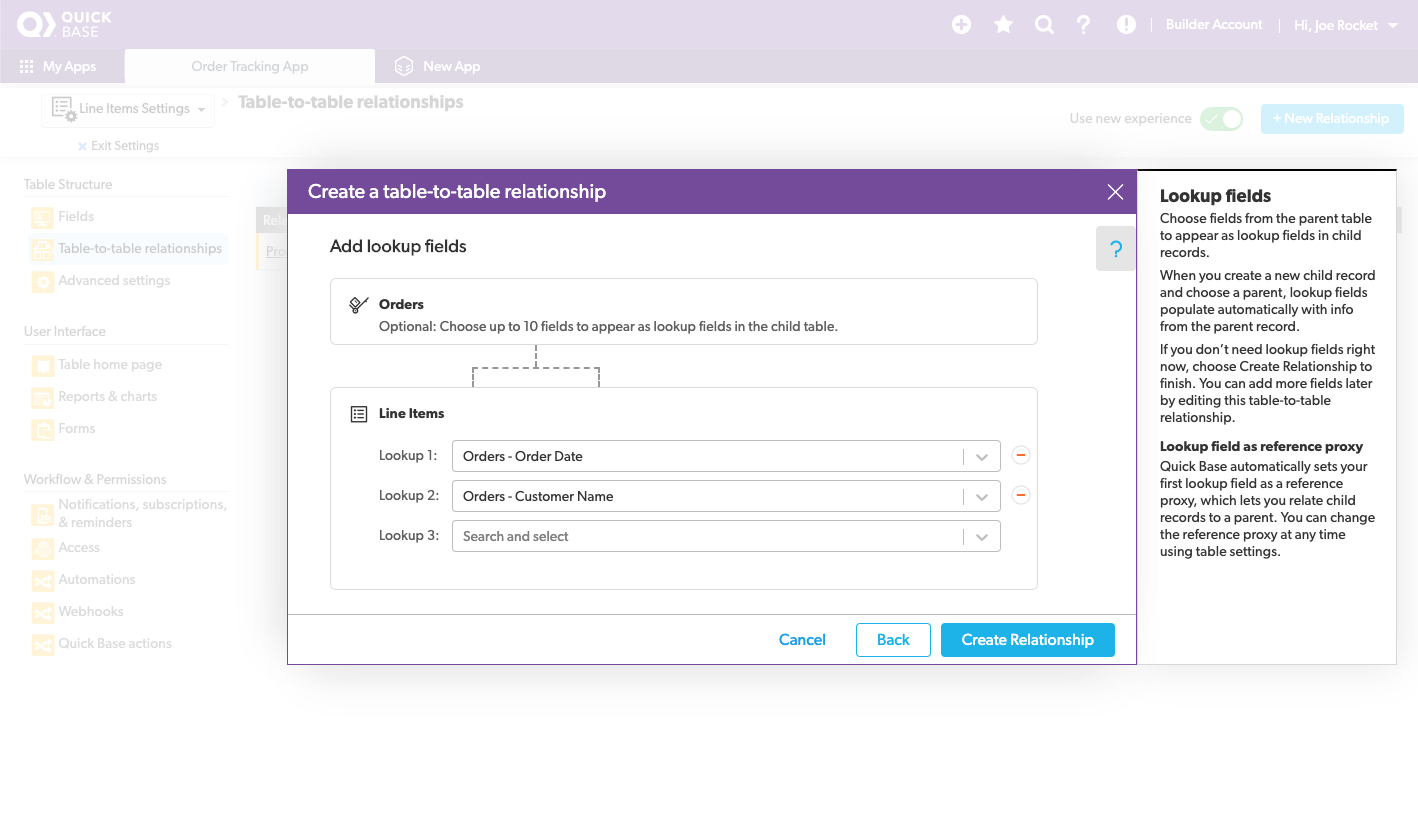 QUICK
BASE
Builder Account
Hi, Joe Rocket
My Apps
Order Tracking App
New App
Line Items Settings
Table-to-table relationships
Exit Settings
Use new experience
+ New Relationship
Table Structure
Fields
Table-to-table relationships
Advanced settings
User Interface
Table home page
Reports & charts
Forms
Workflow & Permissions
Notifications, subscriptions,
& reminders
Access
Automations
Webhooks
Quick Base actions
Create a table-to-table relationship
Add lookup fields
?
Orders
Optional: Choose up to 10 fields to appear as lookup fields in the child table.
Line Items
Lookup 1:
Orders - Order Date
Lookup 2:
Orders - Customer Name
Lookup 3:
Search and select
Cancel
Back
Create Relationship
Lookup fields
Choose fields from the parent table
to appear as lookup fields in child
records.
When you create a new child record
and choose a parent, lookup fields
populate automatically with info
from the parent record.
If you don’t need lookup fields right
now, choose Create Relationship to
finish. You can add more fields later
by editing this table-to-table
relationship.
Lookup field as reference proxy
Quick Base automatically sets your
first lookup field as a reference
proxy, which lets you relate child
records to a parent. You can change
the reference proxy at any time
using table settings.